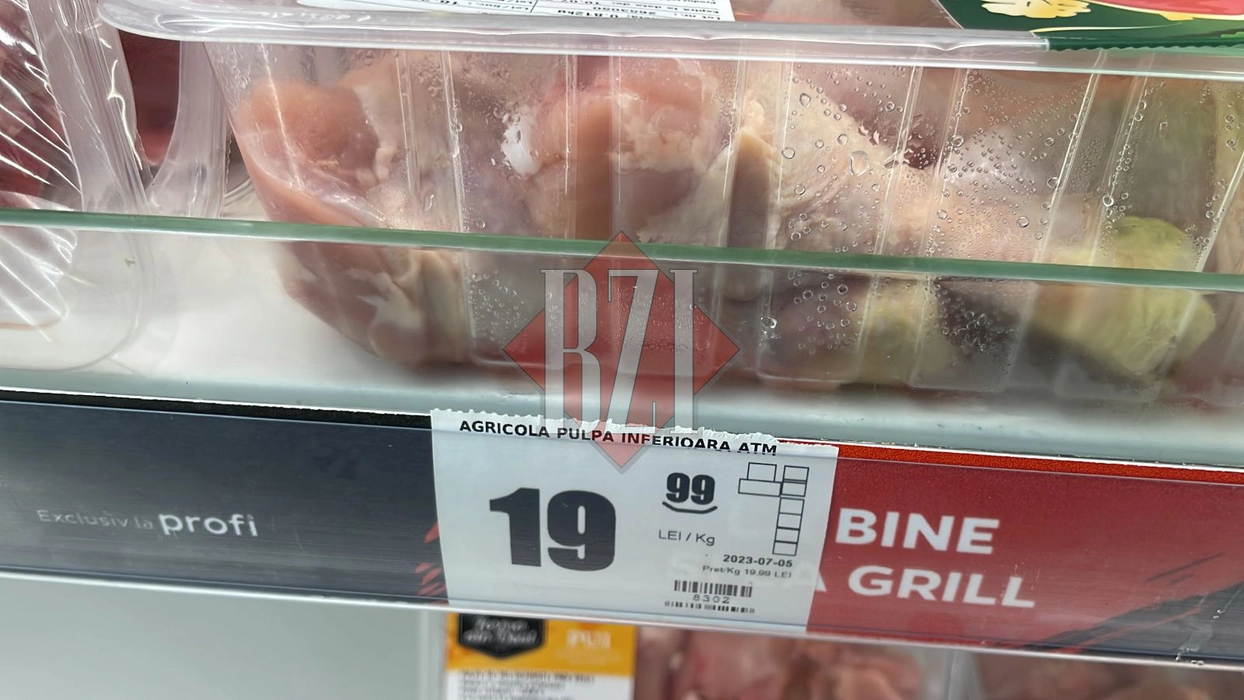 BZI
AGRICOLA PULPA INFERIOARA ATM
19 99
LEI / Kg
2023-07-05
Pret/Kg 19.99 LEI
8302
Exclusiv la profi
BINE
A GRILL